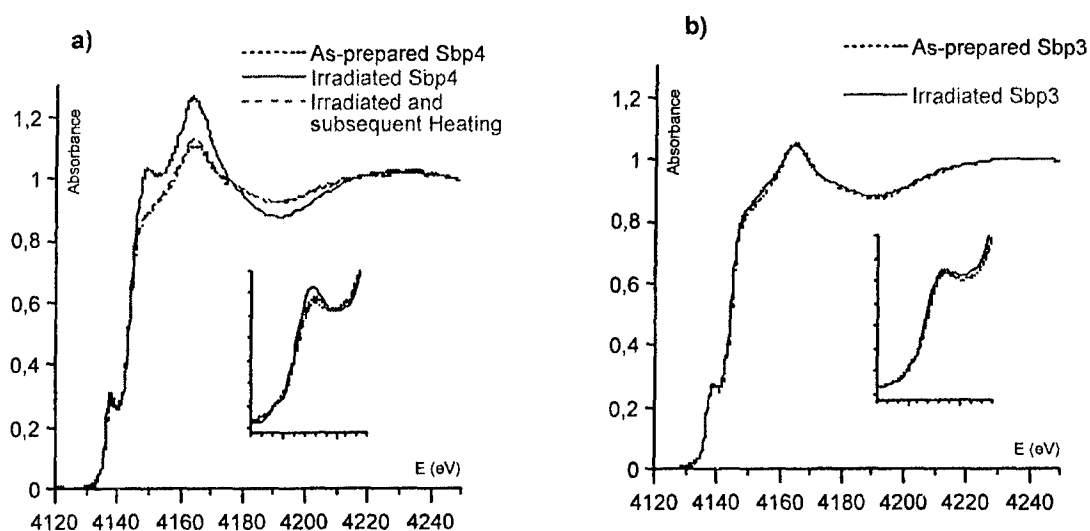 a)
As-prepared Sbp4
Irradiated Sbp4
Irradiated and
subsequent Heating
Absorbance
1,2
1
0,8
0,6
0,4
0,2
0
E (eV)
4120 4140 4160 4180 4200 4220 4240
b)
As-prepared Sbp3
Irradiated Sbp3
Absorbance
1,2
1
0,8
0,6
0,4
0,2
0
E (eV)
4120 4140 4160 4180 4200 4220 4240